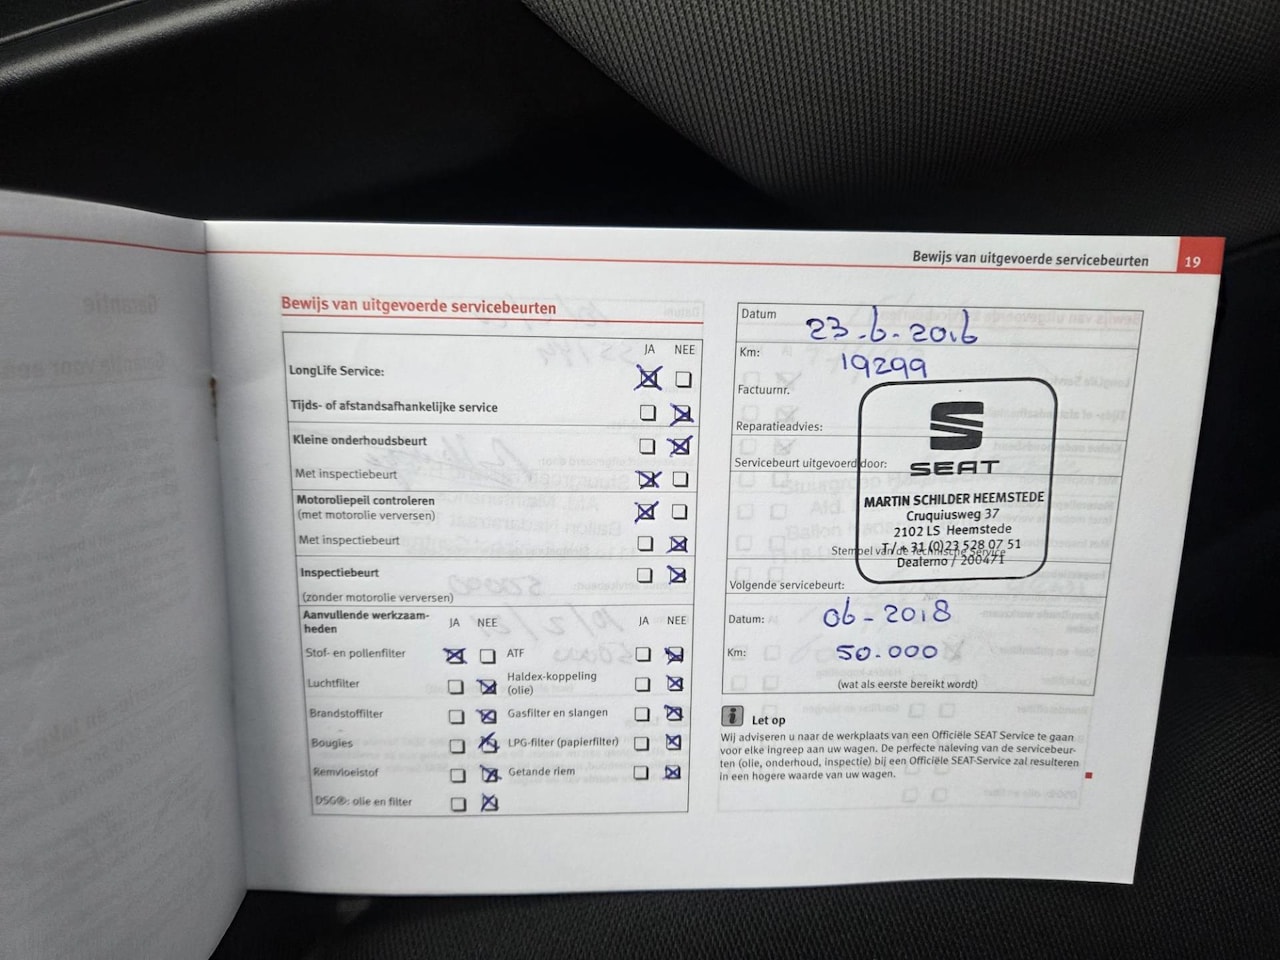 Bewijs van uitgevoerde servicebeurten 19
Bewijs van uitgevoerde servicebeurten
JA NEE
LongLife Service:
Tijds- of afstandsafhankelijke service
Kleine onderhoudsbeurt
Met inspectiebeurt
Motoroliepeil controleren
(met motorolie verversen)
Met inspectiebeurt
Inspectiebeurt
(zonder motorolie verversen)
Aanvullende werkzaam-
heden
JA NEE JA NEE
Stof- en pollenfilter ATF
Luchtfilter Haldex-koppeling
(olie)
Brandstoffilter Gasfilter en slangen
Bougies LPG-filter (papierfilter)
Remvloeistof Getande riem
DSG®: olie en filter
Datum 23-6-2016
Km: 19299
Factuurnr.
Reparatieadvies:
Servicebeurt uitgevoerd door:
SEAT
MARTIN SCHILDER HEEMSTEDE
Cruquiusweg 37
2102 LS Heemstede
T/+ 31 (0)23 528 07 51
Stempel van de Technische Service
Dealerno / 200471
Volgende servicebeurt:
Datum: 06-2018
Km: 50.000
(wat als eerste bereikt wordt)
i Let op
Wij adviseren u naar de werkplaats van een Officiële SEAT Service te gaan
voor elke ingreep aan uw wagen. De perfecte naleving van de servicebeur-
ten (olie, onderhoud, inspectie) bij een Officiële SEAT-Service zal resulteren
in een hogere waarde van uw wagen.